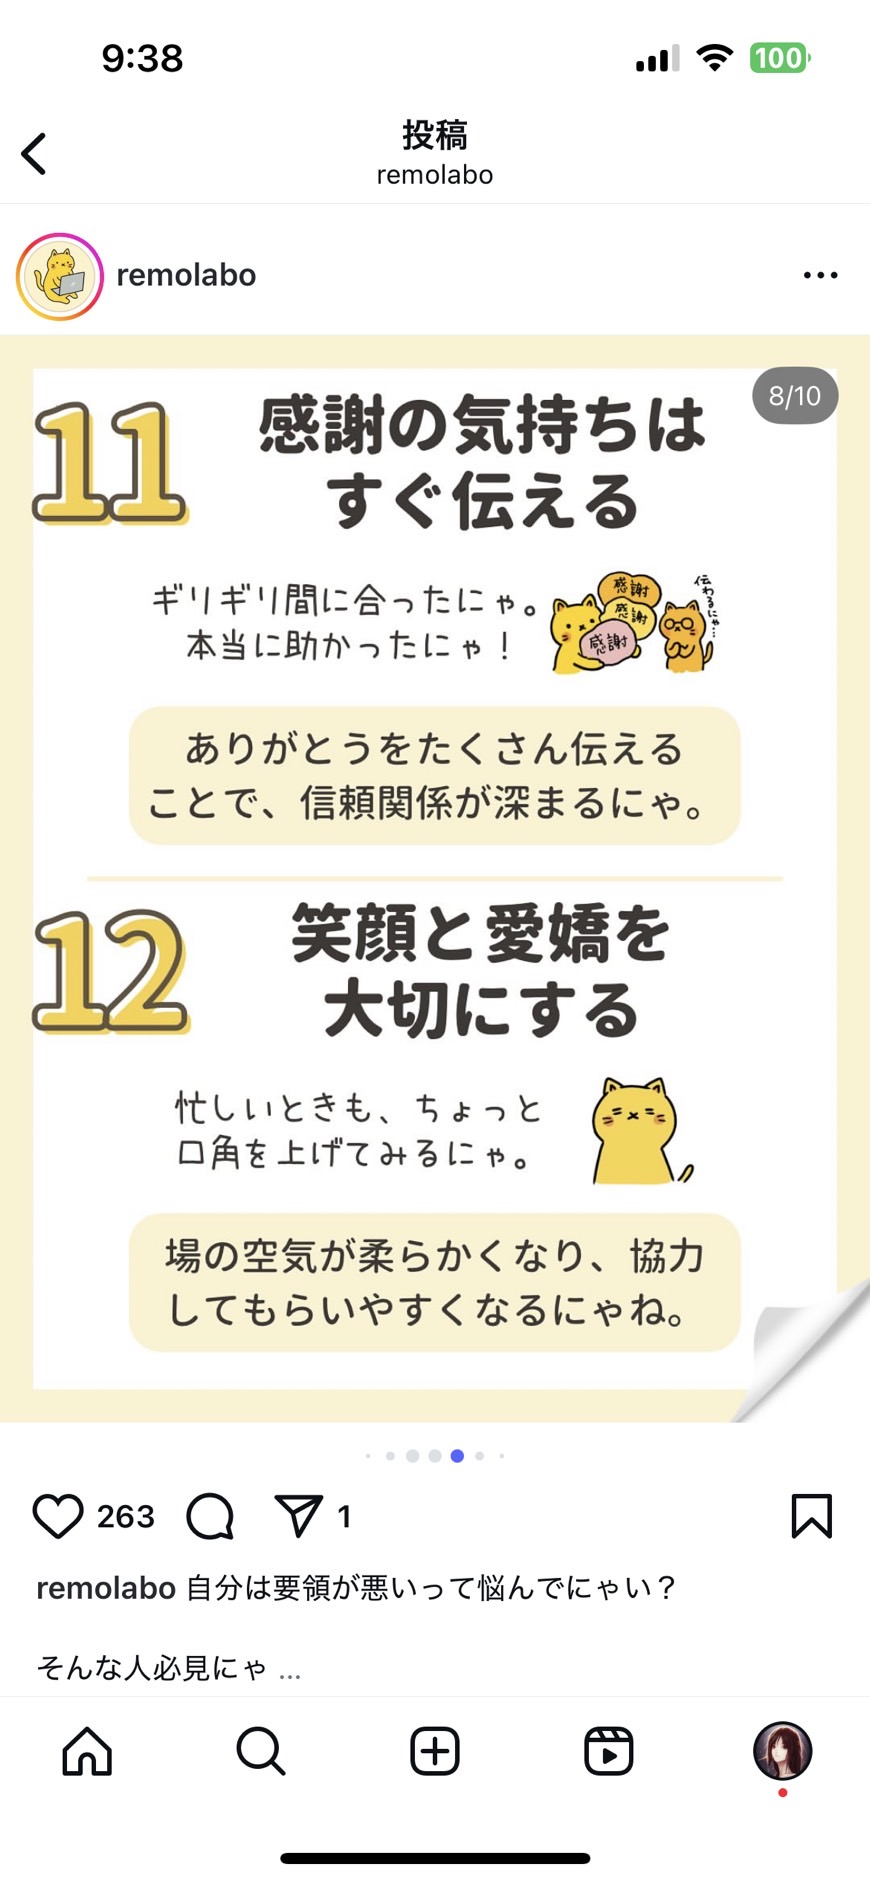 9:38
100
投稿
remolabo
remolabo
8/10
11
感謝の気持ちは
すぐ伝える
ギリギリ間に合ったにゃ。
本当に助かったにゃ！
感謝
感謝
感謝
伝わるにゃ…
ありがとうをたくさん伝える
ことで、信頼関係が深まるにゃ。
12
笑顔と愛嬌を
大切にする
忙しいときも、ちょっと
口角を上げてみるにゃ。
場の空気が柔らかくなり、協力
してもらいやすくなるにゃね。
263
1
remolabo 自分は要領が悪いって悩んでにゃい？
そんな人必見にゃ ...